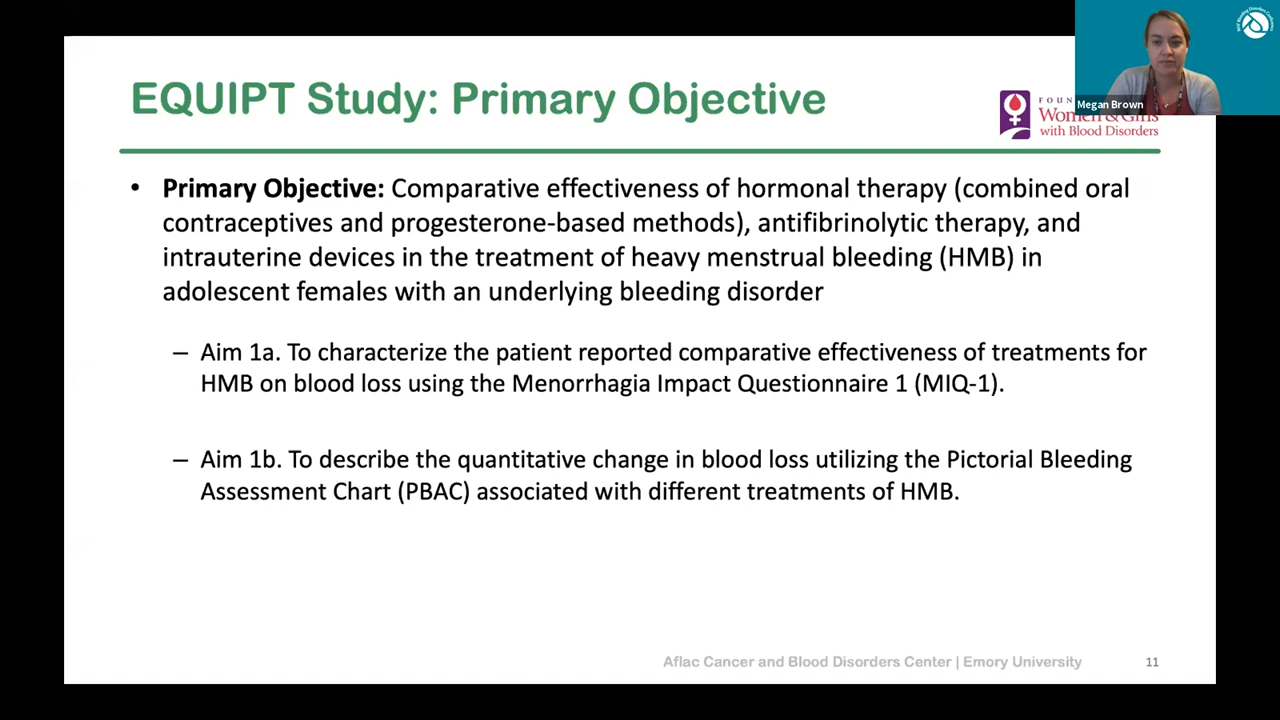 EQUIPT Study: Primary Objective
Megan Brown
FOUN
Women & Girls
with Blood Disorders
• Primary Objective: Comparative effectiveness of hormonal therapy (combined oral
contraceptives and progesterone-based methods), antifibrinolytic therapy, and
intrauterine devices in the treatment of heavy menstrual bleeding (HMB) in
adolescent females with an underlying bleeding disorder
– Aim 1a. To characterize the patient reported comparative effectiveness of treatments for
HMB on blood loss using the Menorrhagia Impact Questionnaire 1 (MIQ-1).
– Aim 1b. To describe the quantitative change in blood loss utilizing the Pictorial Bleeding
Assessment Chart (PBAC) associated with different treatments of HMB.
Aflac Cancer and Blood Disorders Center | Emory University
11